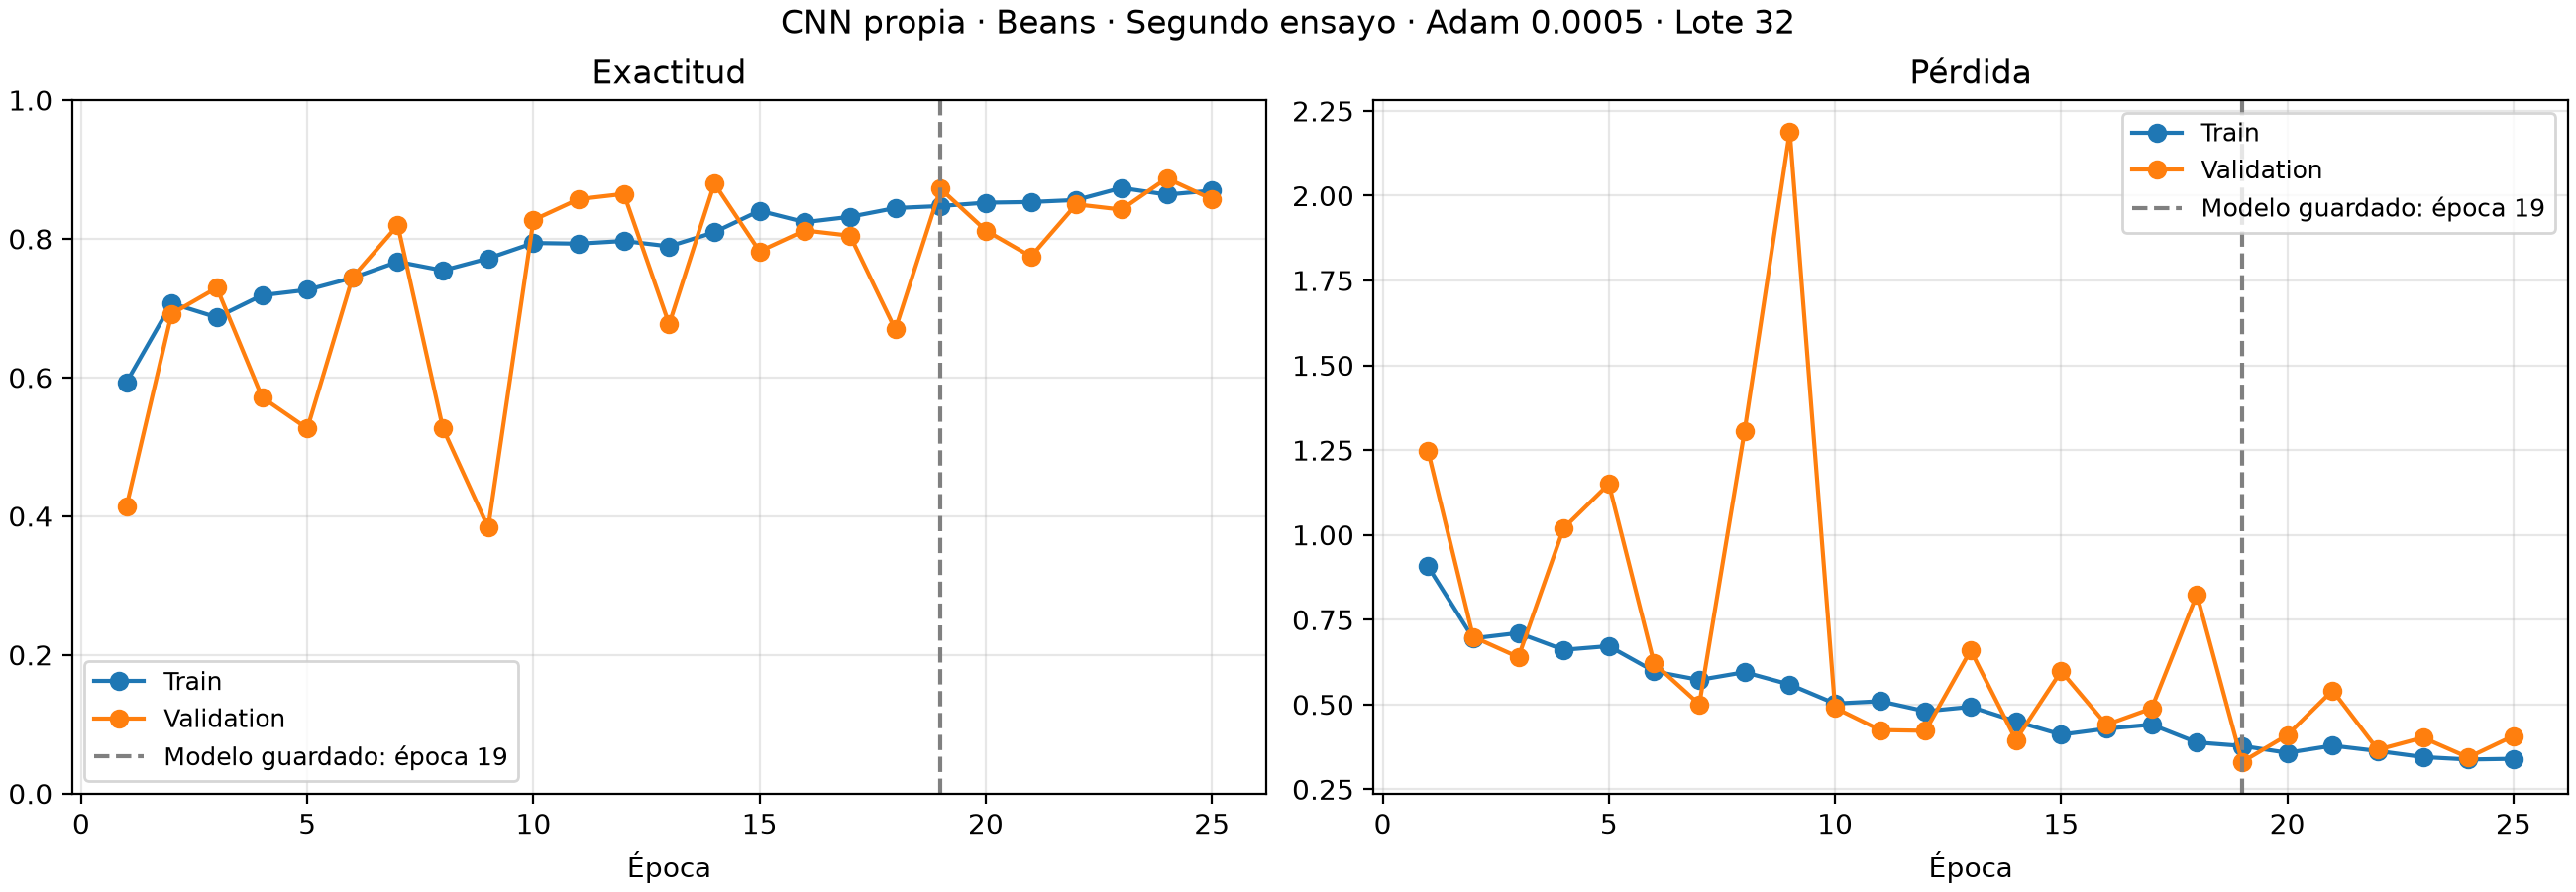 CNN propia · Beans · Segundo ensayo · Adam 0.0005 · Lote 32
Exactitud
1.0
0.8
0.6
0.4
0.2
0.0
Train
Validation
Modelo guardado: época 19
0 5 10 15 20 25
Época
Pérdida
2.25
2.00
1.75
1.50
1.25
1.00
0.75
0.50
0.25
Train
Validation
Modelo guardado: época 19
0 5 10 15 20 25
Época